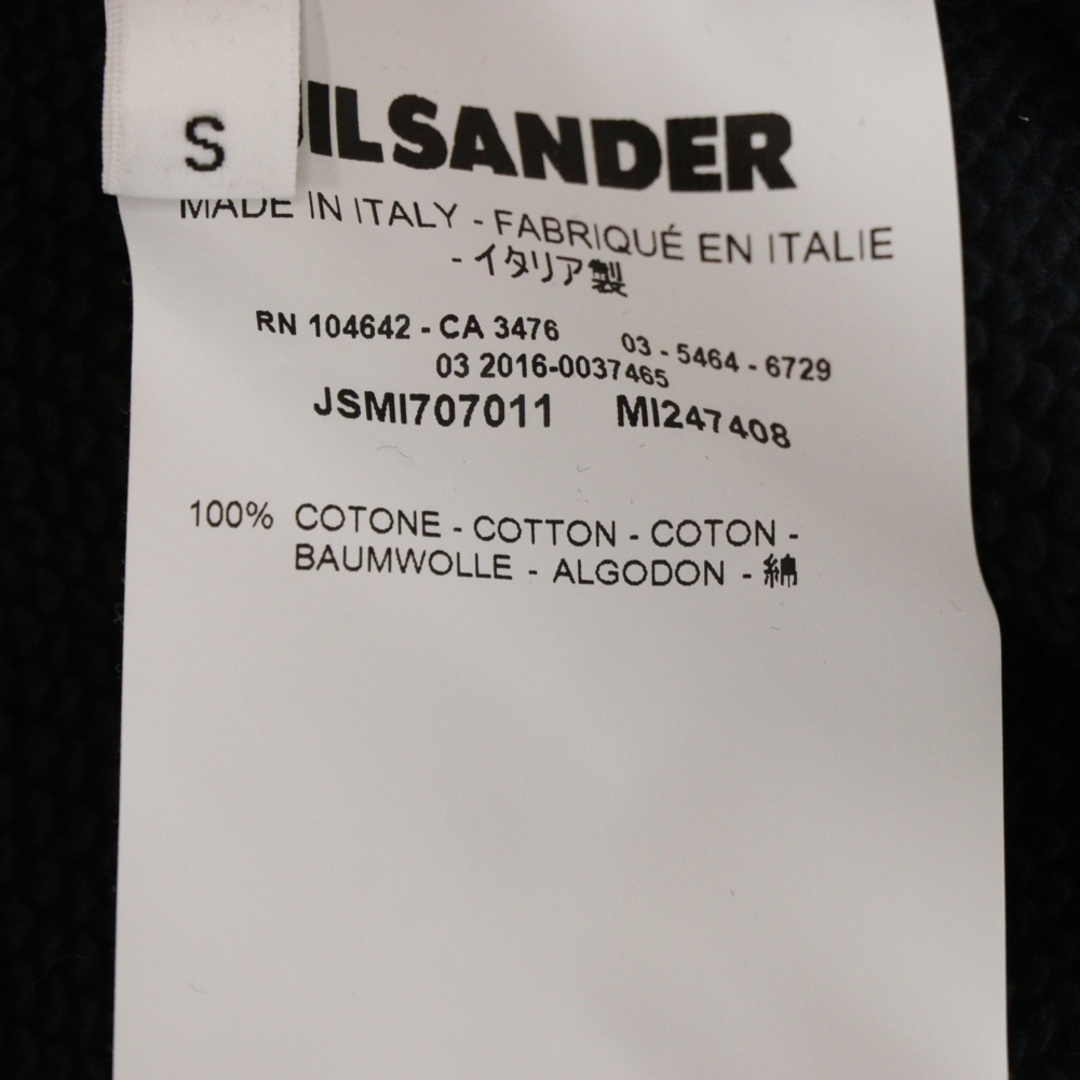 S
JILSANDER
MADE IN ITALY - FABRIQUÉ EN ITALIE
- イタリア製
RN 104642 - CA 3476 03 - 5464 - 6729
03 2016-0037465
JSMI707011 MI247408
100% COTONE - COTTON - COTON -
BAUMWOLLE - ALGODON - 綿